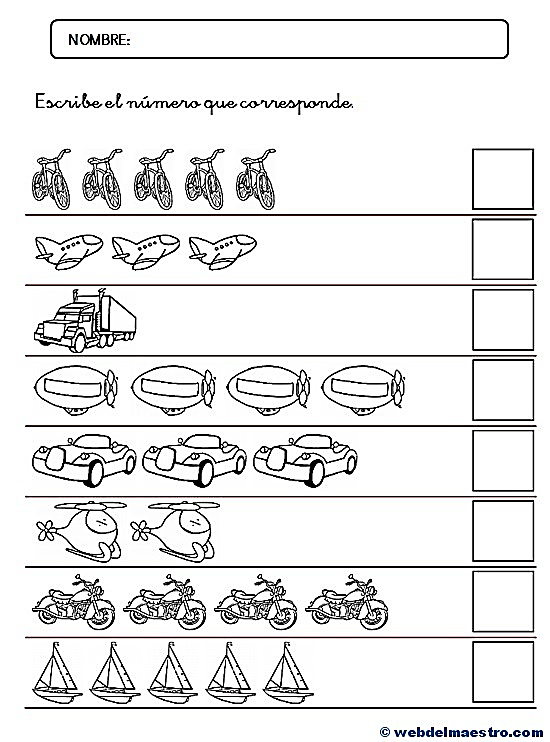 NOMBRE:
Escribe el número que corresponde.
© webdelmaestro.com